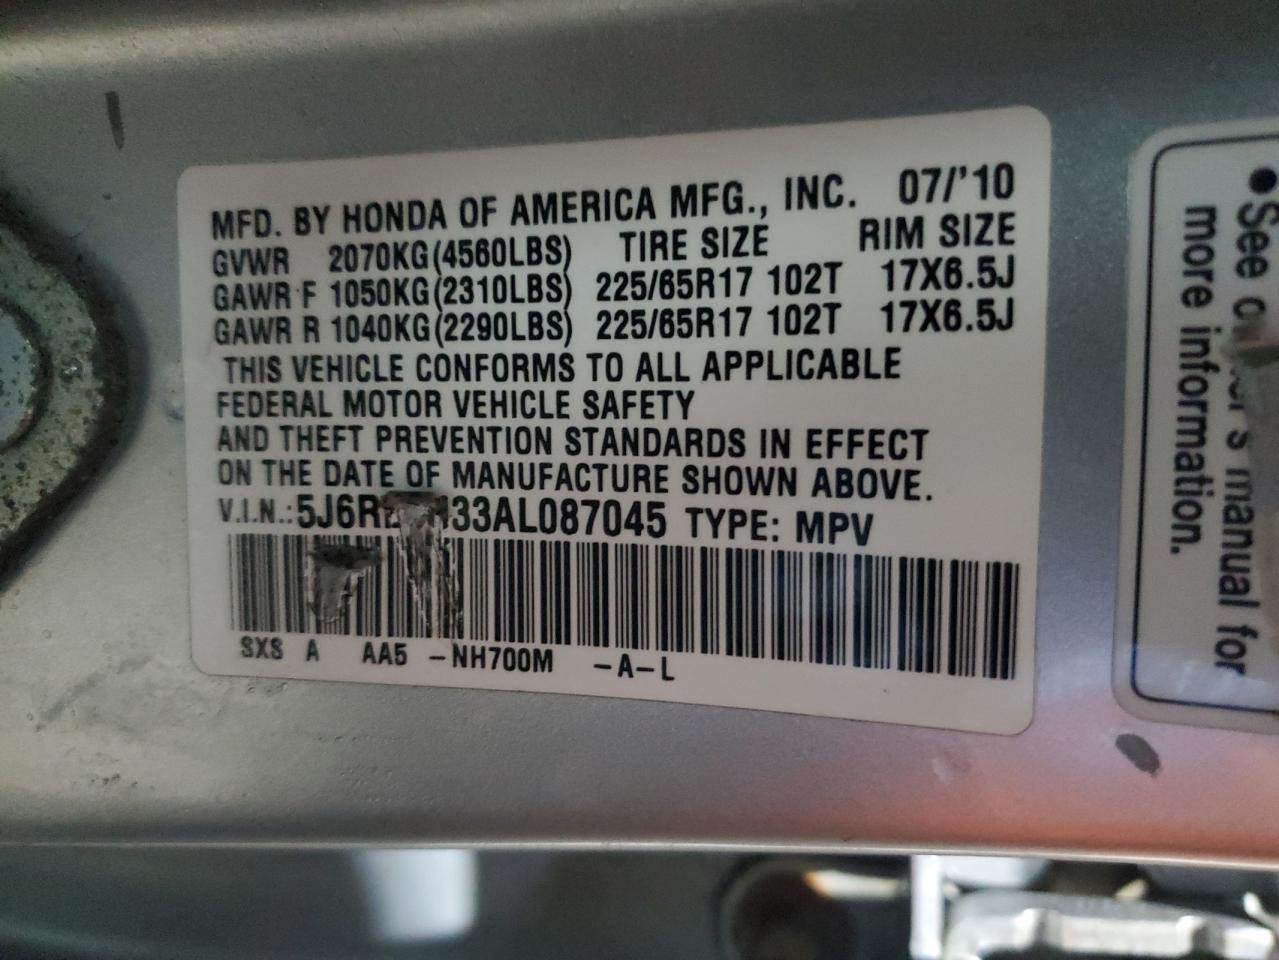 MFD. BY HONDA OF AMERICA MFG., INC. 07/'10
GVWR 2070KG(4560LBS) TIRE SIZE RIM SIZE
GAWR F 1050KG(2310LBS) 225/65R17 102T 17X6.5J
GAWR R 1040KG(2290LBS) 225/65R17 102T 17X6.5J
THIS VEHICLE CONFORMS TO ALL APPLICABLE
FEDERAL MOTOR VEHICLE SAFETY
AND THEFT PREVENTION STANDARDS IN EFFECT
ON THE DATE OF MANUFACTURE SHOWN ABOVE.
V.I.N.: TYPE: MPV
SXS A AA5 -NH700M -A-L
●See manual for
more information.